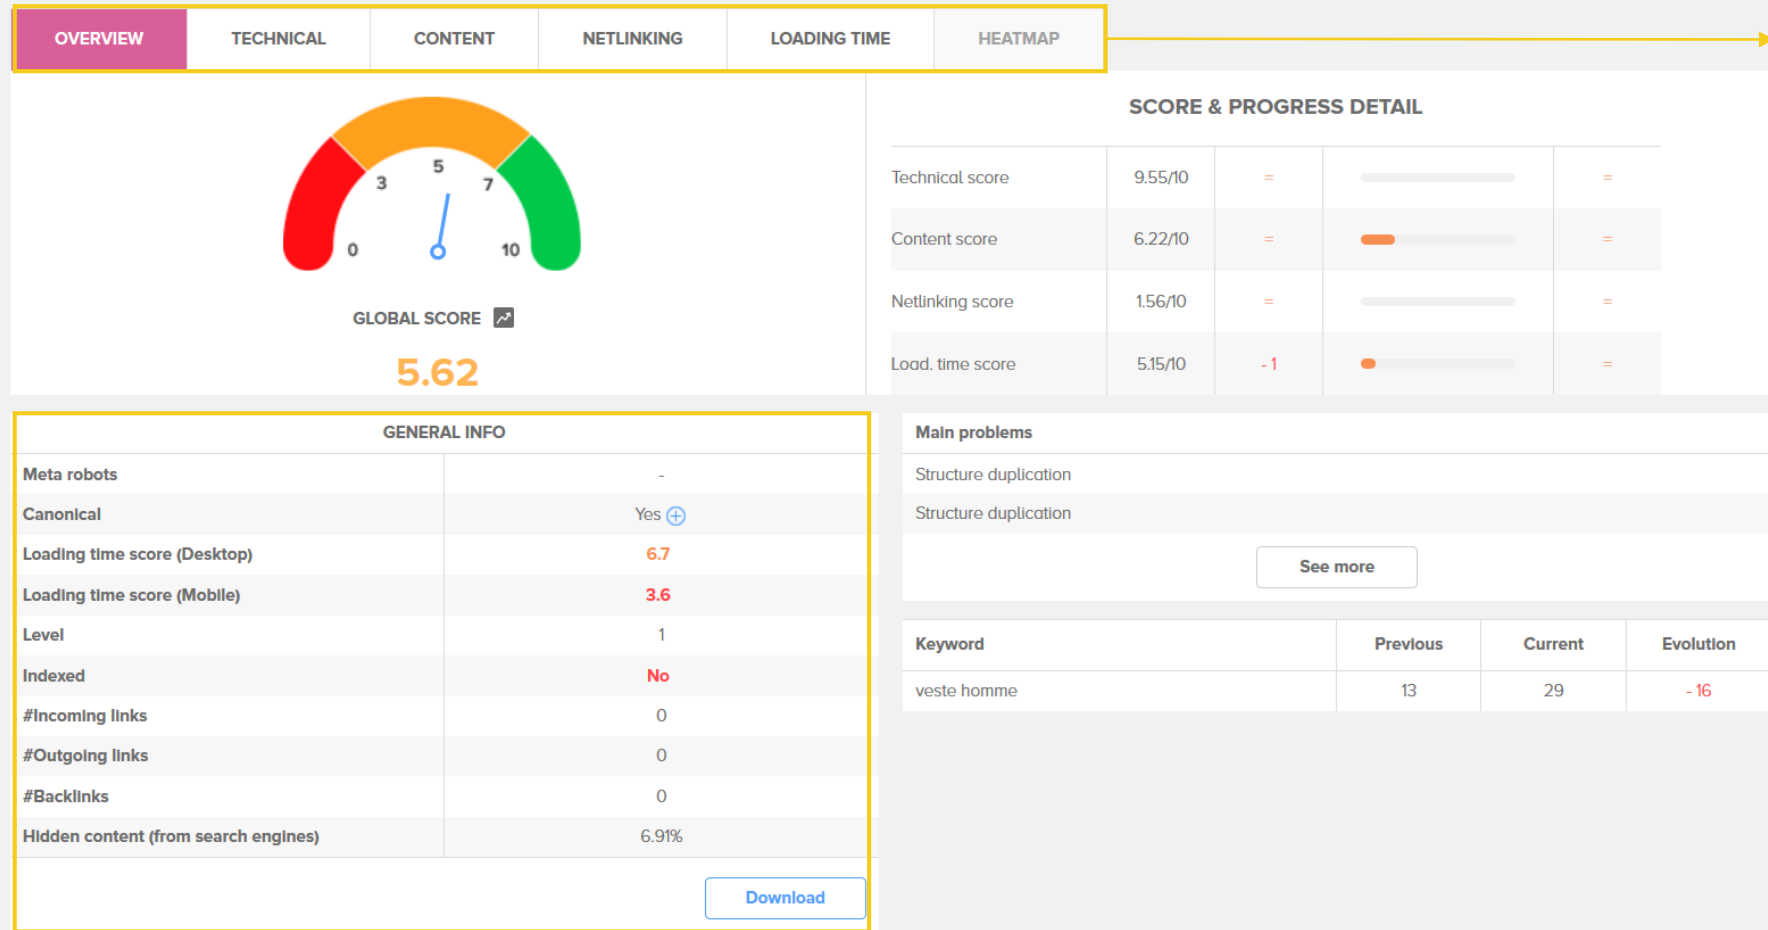 OVERVIEW TECHNICAL CONTENT NETLINKING LOADING TIME HEATMAP
0 3 5 7 10
GLOBAL SCORE
5.62
SCORE & PROGRESS DETAIL
Technical score 9.55/10 = =
Content score 6.22/10 = =
Netlinking score 1.56/10 = =
Load. time score 5.15/10 - 1 =
GENERAL INFO
Meta robots -
Canonical Yes
Loading time score (Desktop) 6.7
Loading time score (Mobile) 3.6
Level 1
Indexed No
#Incoming links 0
#Outgoing links 0
#Backlinks 0
Hidden content (from search engines) 6.91%
Download
Main problems
Structure duplication
Structure duplication
See more
Keyword Previous Current Evolution
veste homme 13 29 - 16